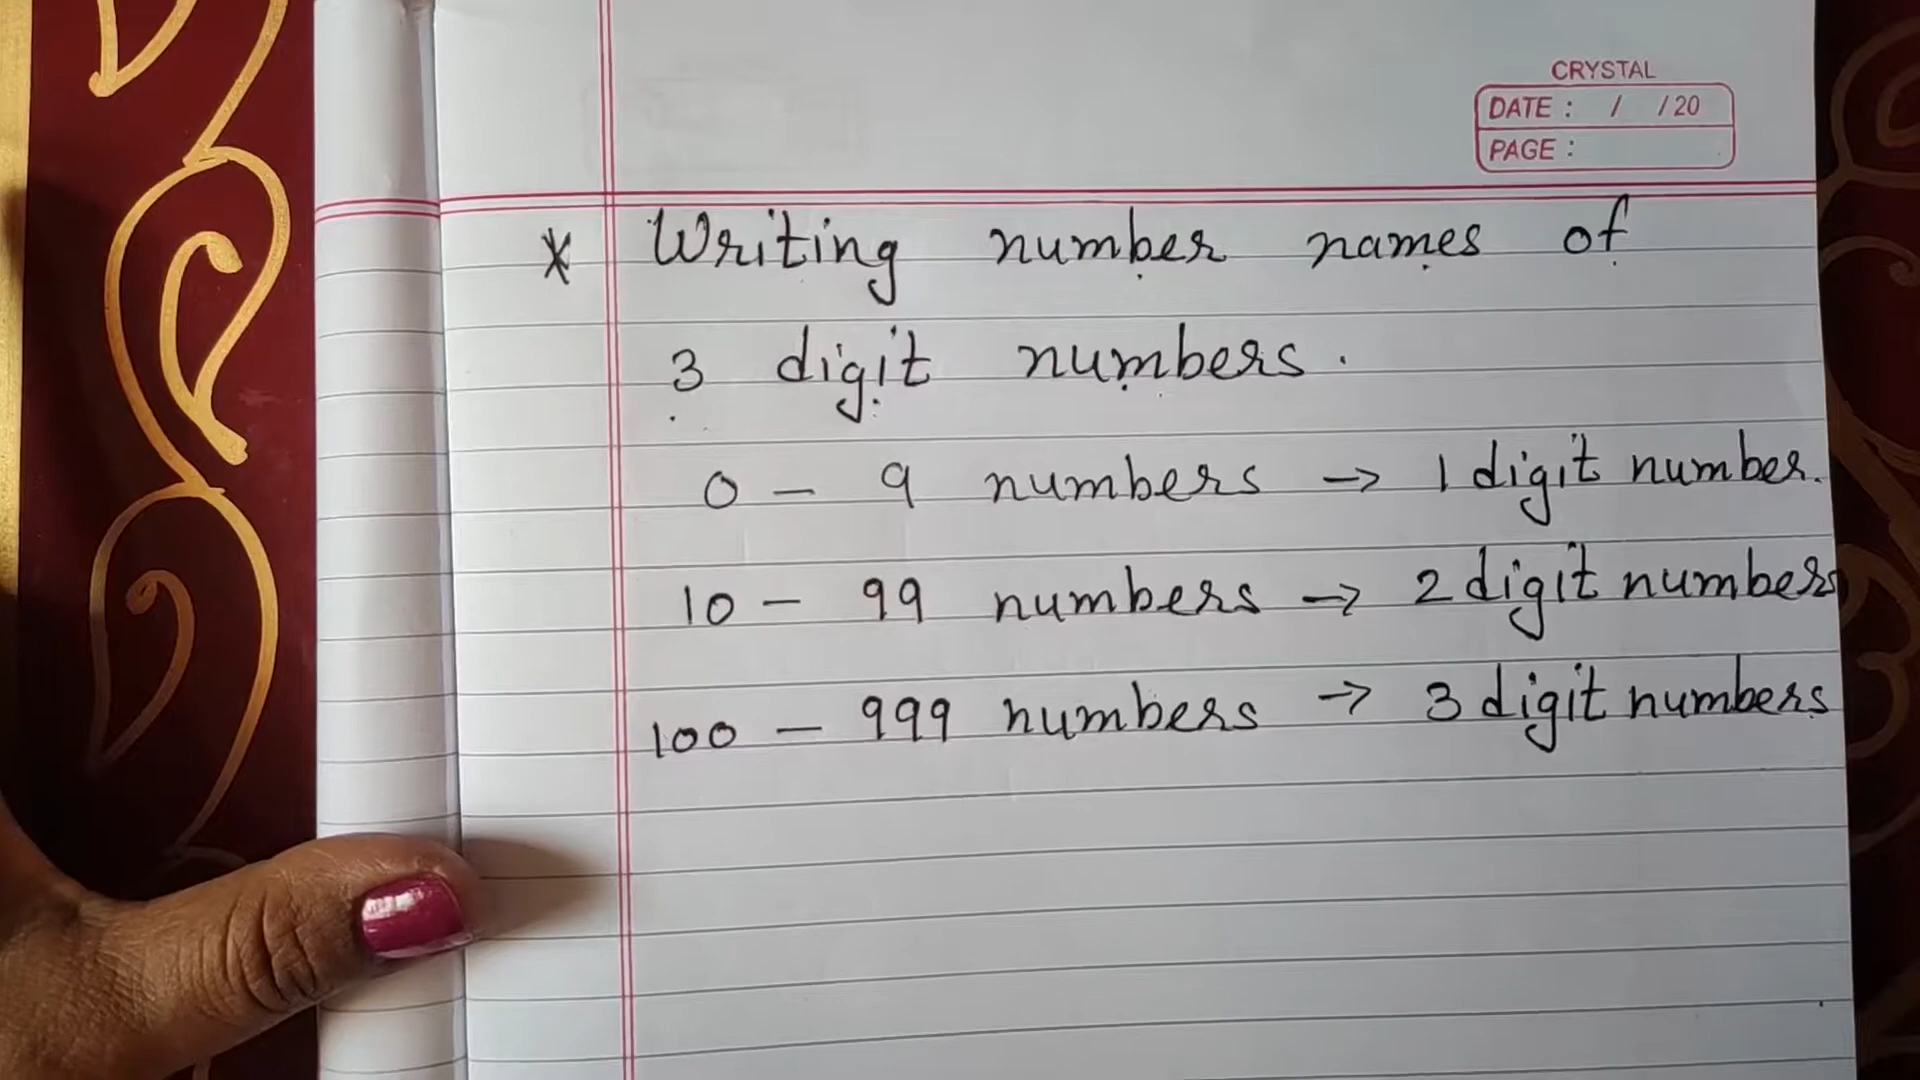 CRYSTAL
DATE : / /20
PAGE :
* Writing number names of
3 digit numbers.
0 - 9 numbers → 1 digit number.
10 - 99 numbers → 2 digit numbers
100 - 999 numbers → 3 digit numbers